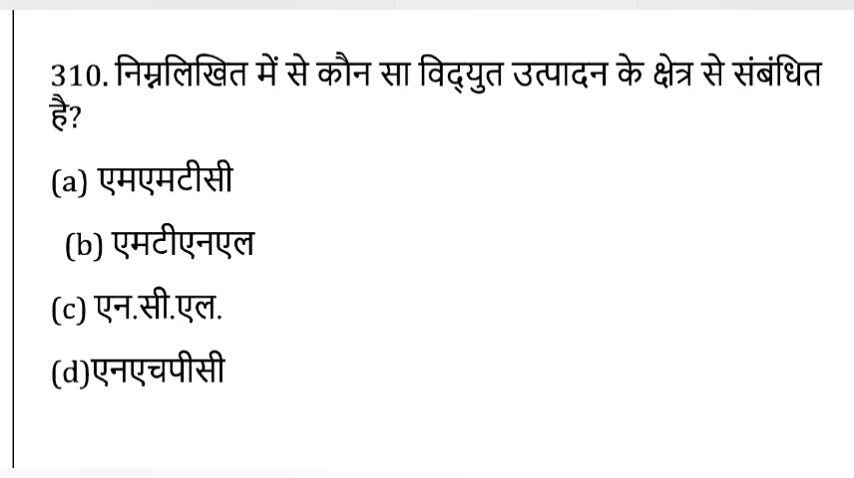 310. निम्नलिखित में से कौन सा विद्युत उत्पादन के क्षेत्र से संबंधित
है?
(a) एमएमटीसी
(b) एमटीएनएल
(c) एन.सी.एल.
(d)एनएचपीसी